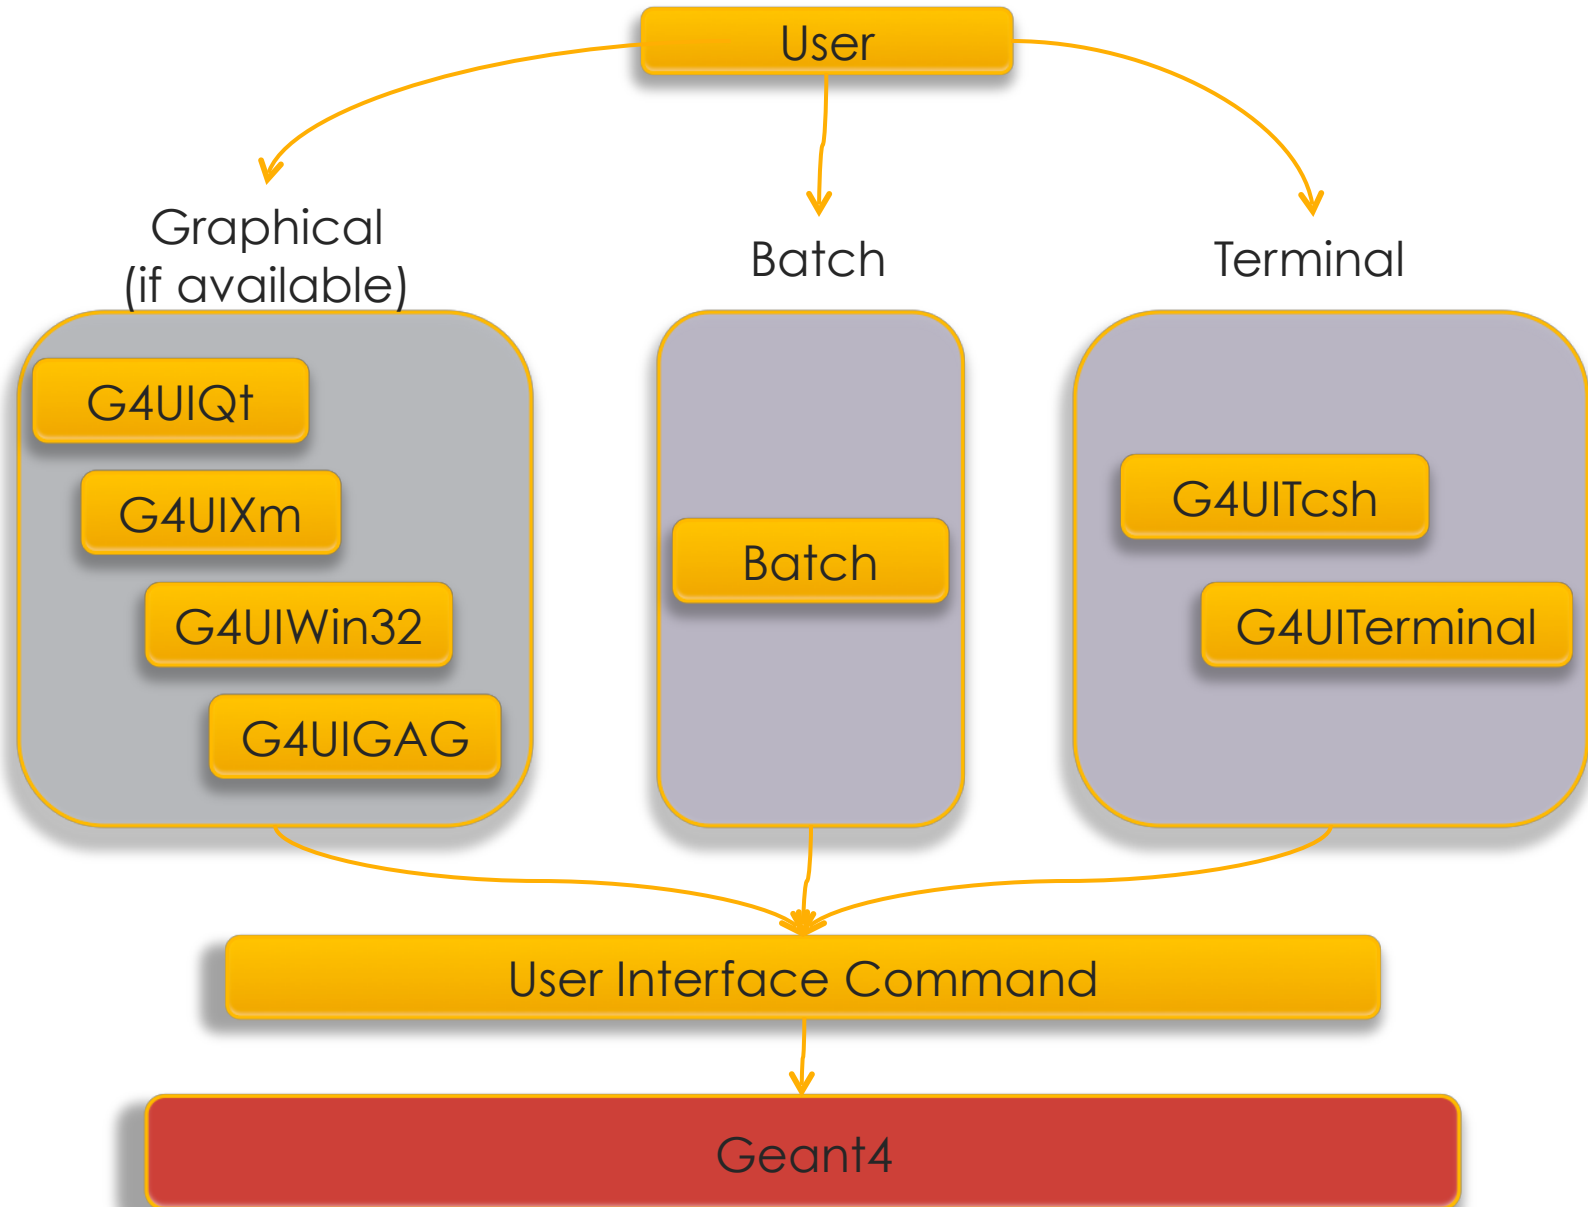 User
Graphical
(if available)
Batch
Terminal
G4UIQt
G4UIXm
G4UIWin32
G4UIGAG
Batch
G4UITcsh
G4UITerminal
User Interface Command
Geant4